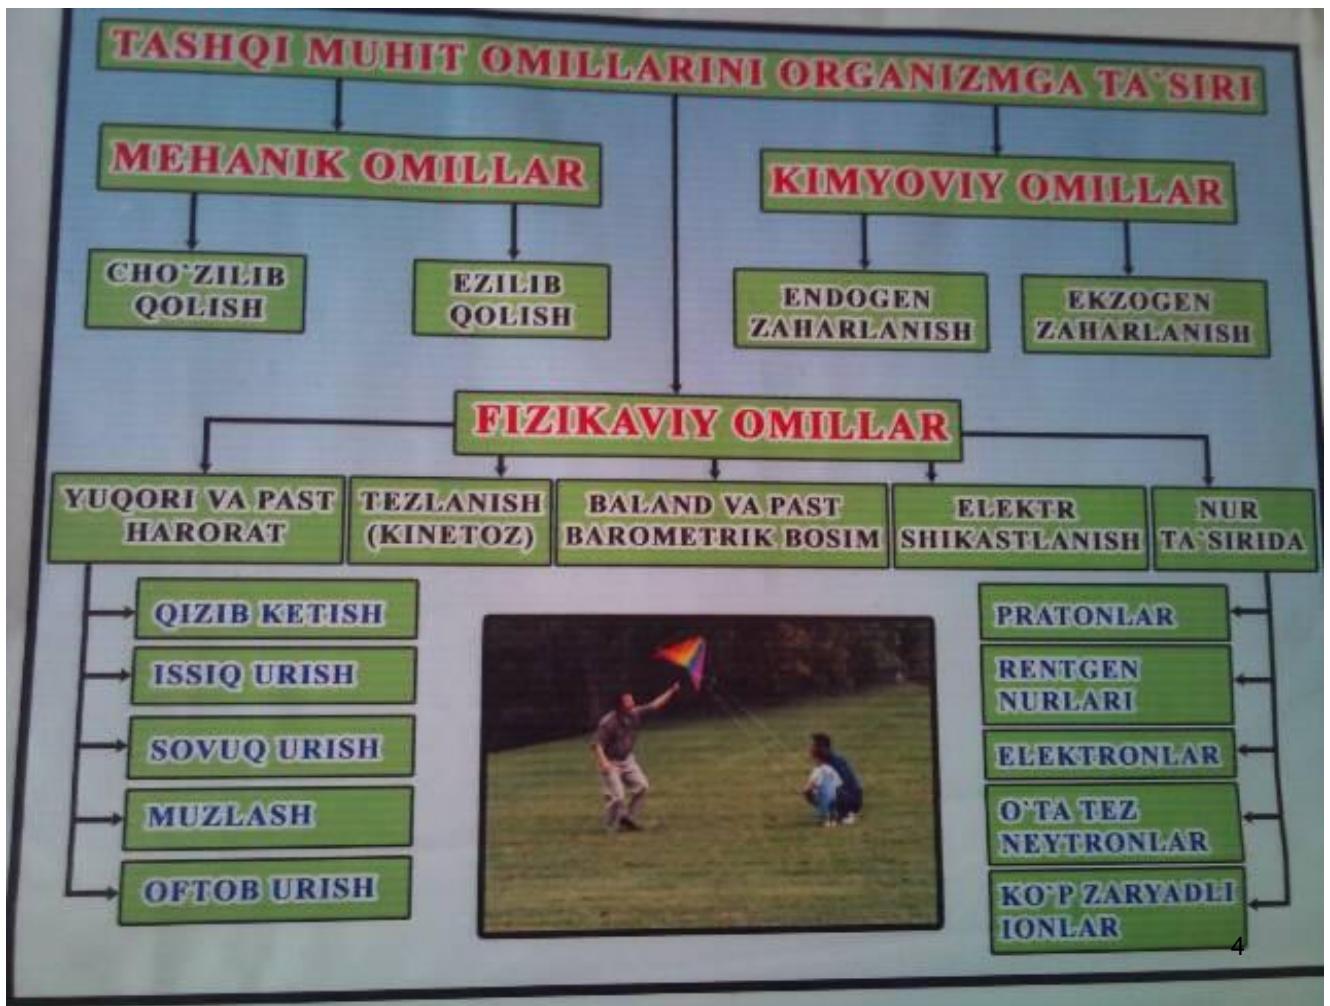 TASHQI MUHIT OMILLARINI ORGANIZMGA TA`SIRI
MEHANIK OMILLAR
KIMYOVIY OMILLAR
CHO`ZILIB
QOLISH
EZILIB
QOLISH
ENDOGEN
ZAHARLANISH
EKZOGEN
ZAHARLANISH
FIZIKAVIY OMILLAR
YUQORI VA PAST
HARORAT
TEZLANISH
(KINETOZ)
BALAND VA PAST
BAROMETRIK BOSIM
ELEKTR
SHIKASTLANISH
NUR
TA`SIRIDA
QIZIB KETISH
ISSIQ URISH
SOVUQ URISH
MUZLASH
OFTOB URISH
PRATONLAR
RENTGEN
NURLARI
ELEKTRONLAR
O`TA TEZ
NEYTRONLAR
KO`P ZARYADLI
IONLAR
4